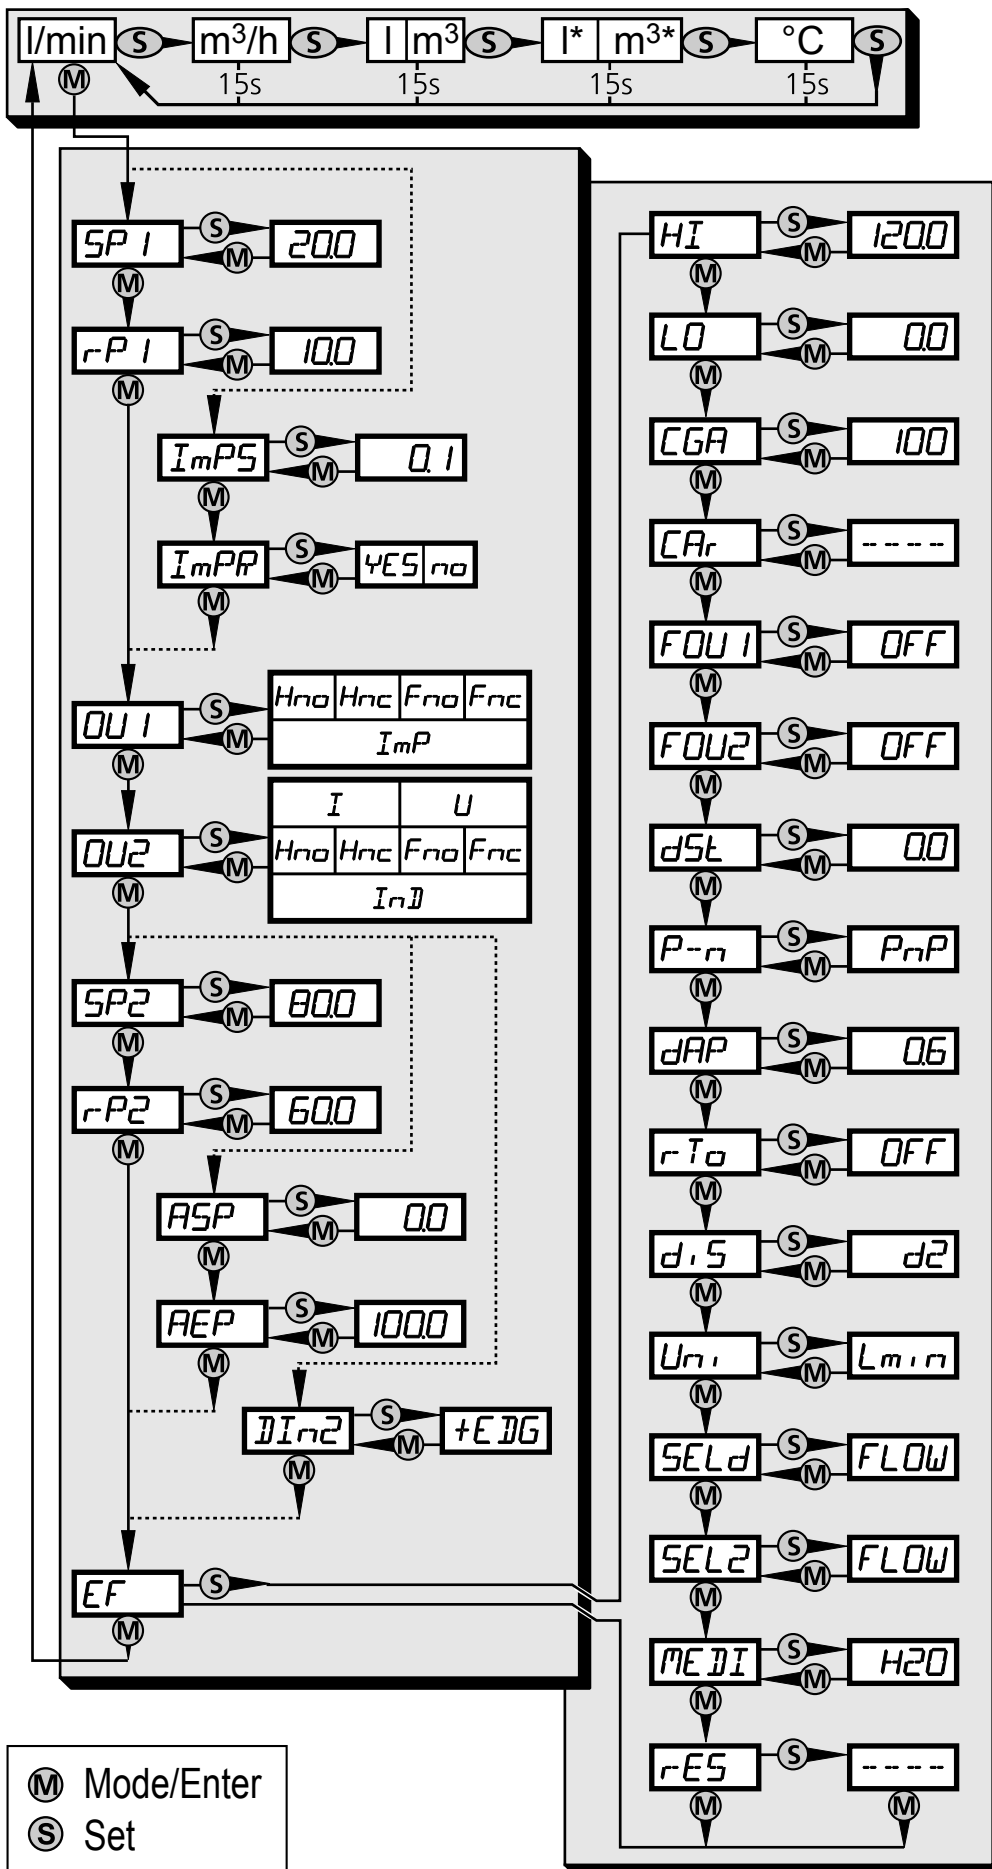 l/min S m³/h S l m³ S l* m³* S °C S
M 15s 15s 15s 15s
SP1 S M 20.0
M
rP1 S M 10.0
M
ImPS S M 0.1
M
ImPR S M YES no
M
OU1 S M Hno Hnc Fno Fnc
ImP
M
I U
OU2 S M Hno Hnc Fno Fnc
InD
M
SP2 S M 80.0
M
rP2 S M 60.0
M
ASP S M 0.0
M
AEP S M 100.0
M
DIn2 S M +EDG
M
EF S
M
HI S M 120.0
M
LO S M 0.0
M
CGA S M 100
M
CAr S M ----
M
FOU1 S M OFF
M
FOU2 S M OFF
M
dSt S M 0.0
M
P-n S M PnP
M
dAP S M 0.6
M
rTo S M OFF
M
diS S M d2
M
Uni S M Lmin
M
SELd S M FLOW
M
SEL2 S M FLOW
M
MEDI S M H2O
M
rES S ----
M M
M Mode/Enter
S Set